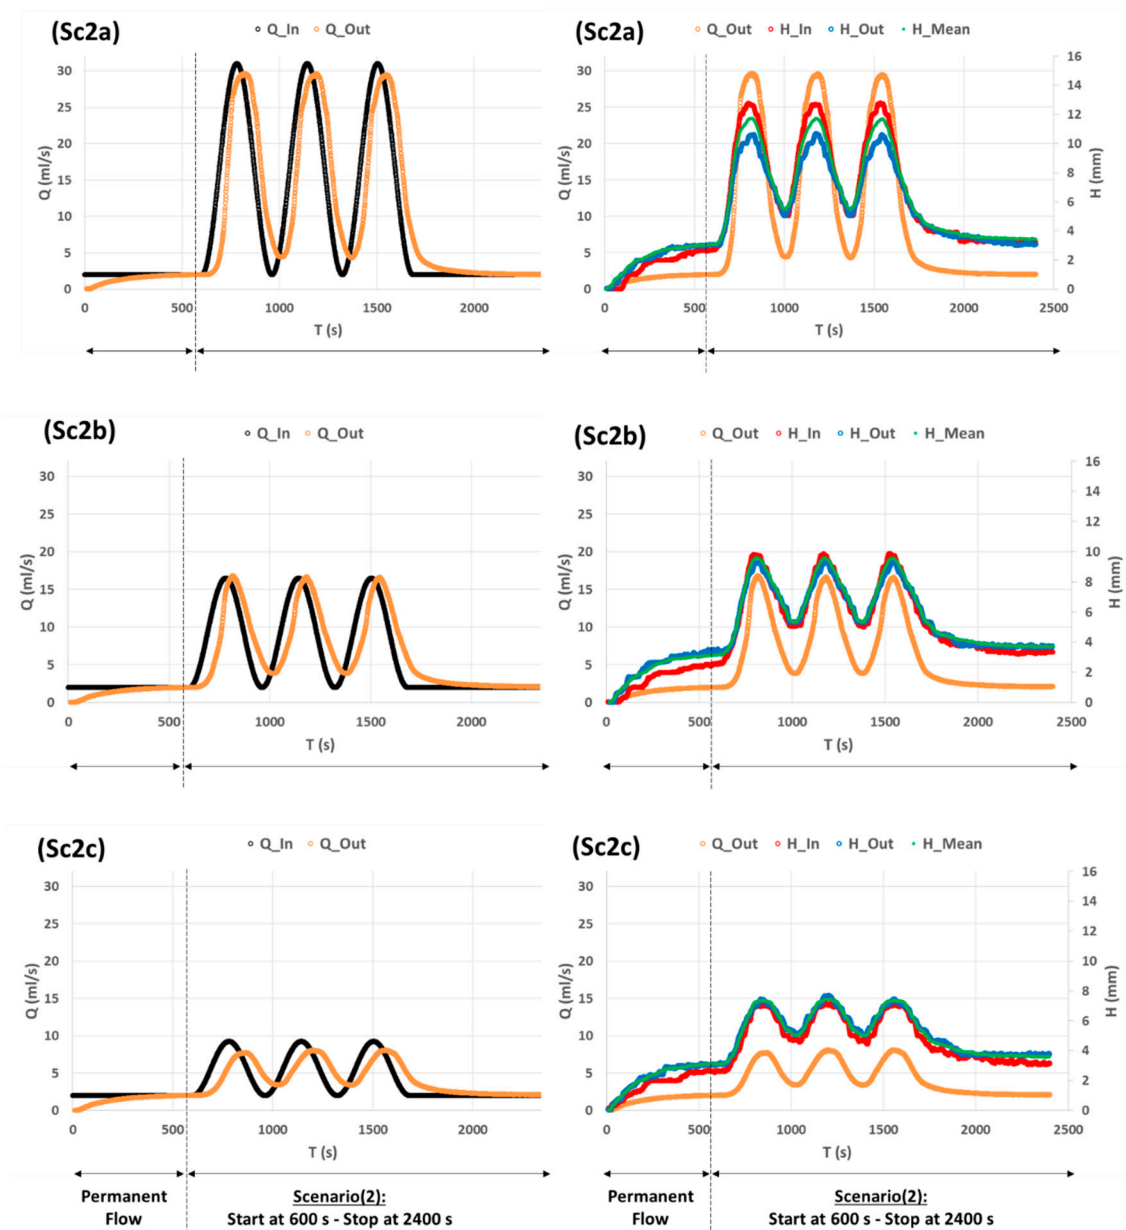 (Sc2a)
Q_In Q_Out
30
25
20
15
10
5
0
Q (ml/s)
0 500 1000 1500
T (s)
(Sc2a)
Q_Out H_In H_Out H_Mean
30
25
20
15
10
5
0
Q (ml/s)
16
14
12
10
8
6
4
2
0
H (mm)
0 500 1000 1500 2000 2500
T (s)
(Sc2b)
Q_In Q_Out
30
25
20
15
10
5
0
Q (ml/s)
0 500 1000 1500 2000
T (s)
(Sc2b)
Q_Out H_In H_Out H_Mean
30
25
20
15
10
5
0
Q (ml/s)
16
14
12
10
8
6
4
2
0
H (mm)
0 500 1000 1500 2000 2500
T (s)
(Sc2c)
Q_In Q_Out
30
25
20
15
10
5
0
Q (ml/s)
0 500 1000 1500 2000
T (s)
(Sc2c)
Q_Out H_In H_Out H_Mean
30
25
20
15
10
5
0
Q (ml/s)
16
14
12
10
8
6
4
2
0
H (mm)
0 500 1000 1500 2000 2500
T (s)
Permanent
Flow
Scenario(2):
Start at 600 s - Stop at 2400 s
Permanent
Flow
Scenario(2):
Start at 600 s - Stop at 2400 s